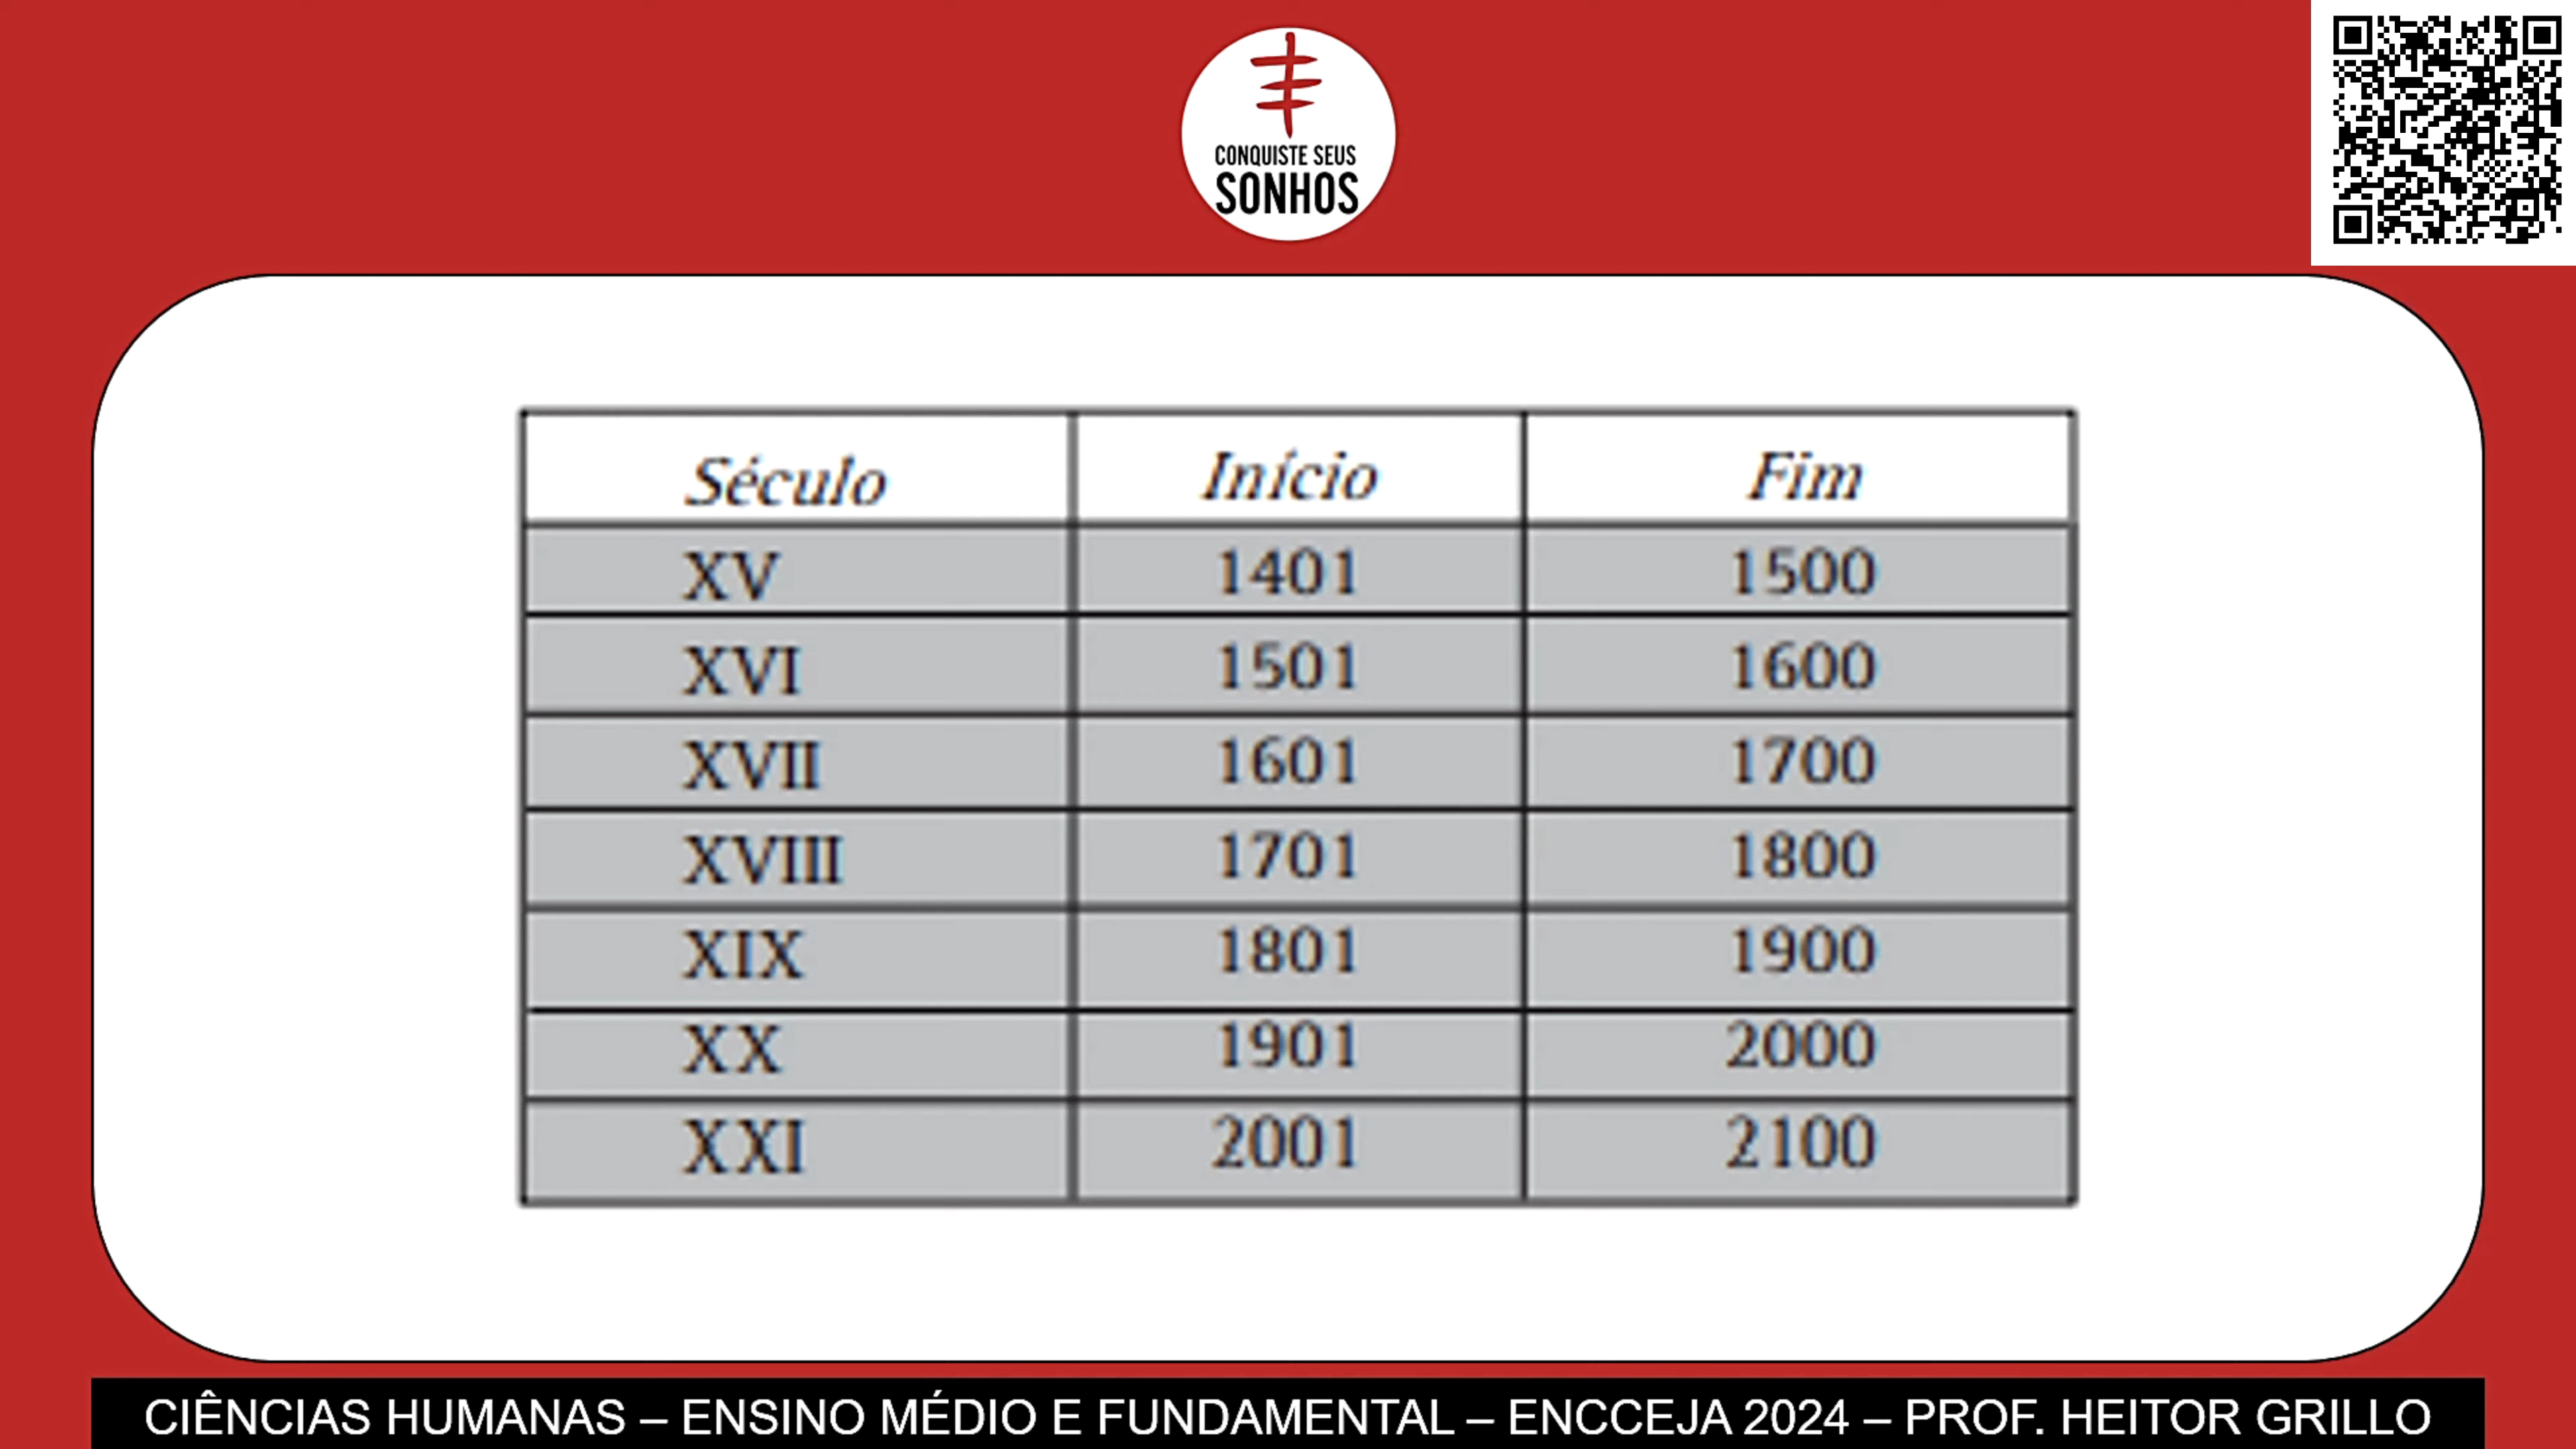 CONQUISTE SEUS
SONHOS
Século Início Fim
XV 1401 1500
XVI 1501 1600
XVII 1601 1700
XVIII 1701 1800
XIX 1801 1900
XX 1901 2000
XXI 2001 2100
CIÊNCIAS HUMANAS – ENSINO MÉDIO E FUNDAMENTAL – ENCCEJA 2024 – PROF. HEITOR GRILLO